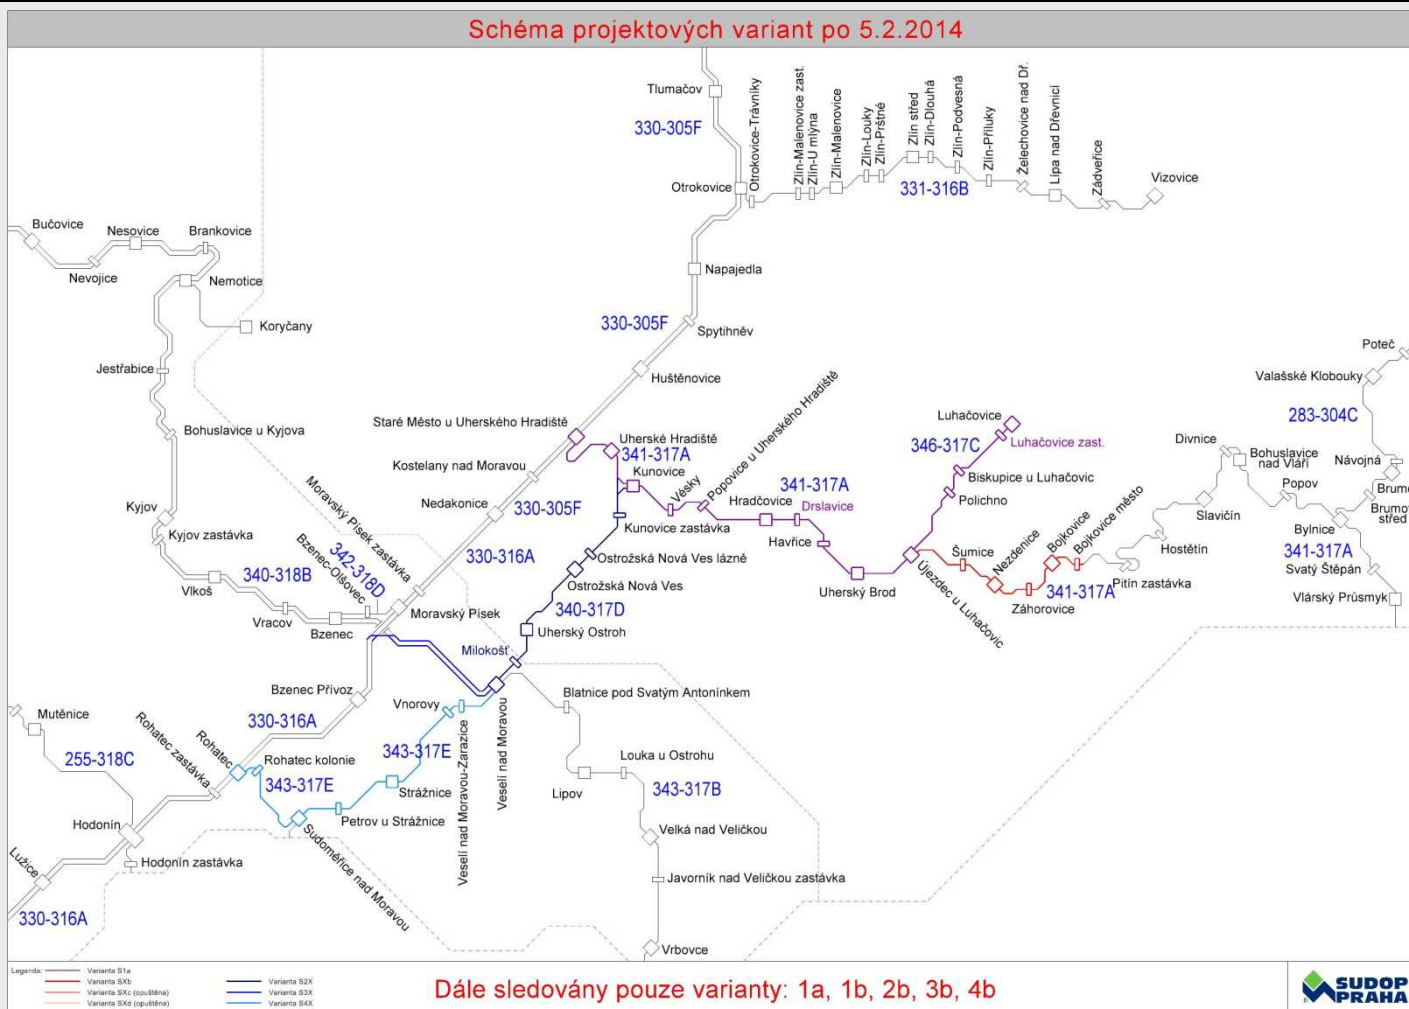 Schéma projektových variant po 5.2.2014
Tlumačov
330-305F
Otrokovice
Otrokovice-Trávníky
Zlín-Malenovice zast.
Zlín-U mlýna
Zlín-Malenovice
Zlín-Louky
Zlín-Prštné
Zlín střed
Zlín-Dlouhá
Zlín-Podvesná
Zlín-Příluky
Želechovice nad Dř.
Lípa nad Dřevnicí
Zádveřice
Vizovice
331-316B
Bučovice
Nevojice
Nesovice
Brankovice
Nemotice
Koryčany
Napajedla
330-305F
Spytihněv
Huštěnovice
Jestřabice
Bohuslavice u Kyjova
Staré Město u Uherského Hradiště
Uherské Hradiště
341-317A
Kunovice
Kostelany nad Moravou
Nedakonice
330-305F
330-316A
Kunovice zastávka
Věsky
Popovice u Uherského Hradiště
Hradčovice
341-317A
Drslavice
Havřice
Uherský Brod
Luhačovice
Luhačovice zast.
346-317C
Biskupice u Luhačovic
Polichno
Újezdec u Luhačovic
Šumice
Nezdenice
Záhorovice
Bojkovice
Bojkovice město
341-317A
Pitín zastávka
Hostětín
Slavičín
Divnice
Bohuslavice
nad Vláří
Popov
Bylnice
341-317A
Svatý Štěpán
Vlárský Průsmyk
Poteč
Valašské Klobouky
283-304C
Návojná
Brumo
Brumov
střed
Kyjov
Kyjov zastávka
340-318B
Vlkoš
Vracov
Bzenec
Bzenec-Olšovec
342-318D
Moravský Písek zastávka
Moravský Písek
Ostrožská Nová Ves lázně
Ostrožská Nová Ves
340-317D
Uherský Ostroh
Milokošť
Veselí nad Moravou
Veselí nad Moravou-Zarazice
Vnorovy
343-317E
Strážnice
Petrov u Strážnice
Sudoměřice nad Moravou
343-317E
Rohatec kolonie
Rohatec
Rohatec zastávka
Bzenec Přívoz
330-316A
Mutěnice
255-318C
Hodonín
Hodonín zastávka
Lužice
330-316A
Blatnice pod Svatým Antonínkem
Louka u Ostrohu
Lipov
343-317B
Velká nad Veličkou
Javorník nad Veličkou zastávka
Vrbovce
Legenda:
Varianta S1a
Varianta SXb
Varianta SXc (opuštěna)
Varianta SXd (opuštěna)
Varianta S2X
Varianta S3X
Varianta S4X
Dále sledovány pouze varianty: 1a, 1b, 2b, 3b, 4b
SUDOP
PRAHA